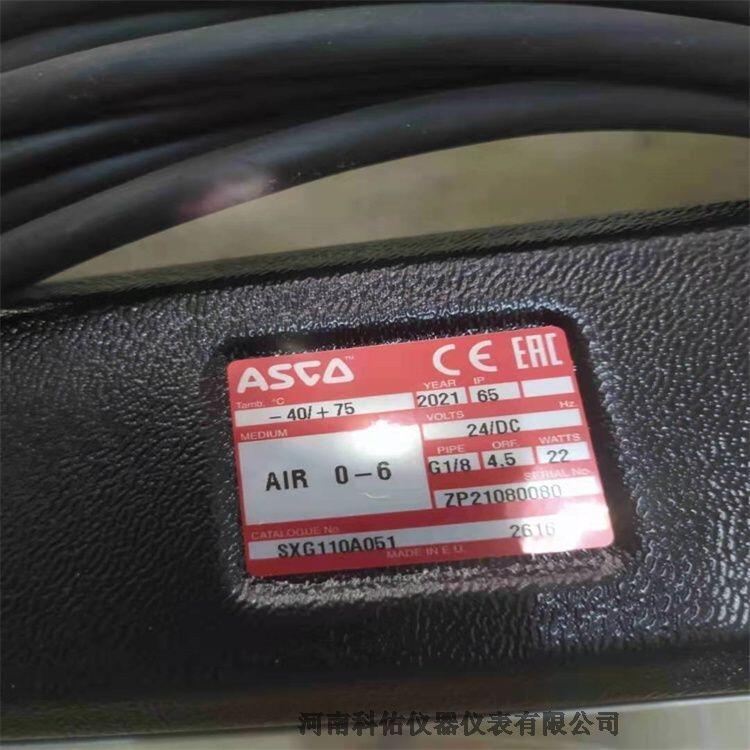 ASCO™ CE EAC
Tamb. °C YEAR IP
-40/+75 2021 65 Hz.
MEDIUM VOLTS
24/DC
AIR 0-6 PIPE ORF. WATTS
G1/8 4.5 22
SERIAL No.
ZP21080080
CATALOGUE No.
SXG110A051 2616
MADE IN E.U.
河南科佑仪器仪表有限公司